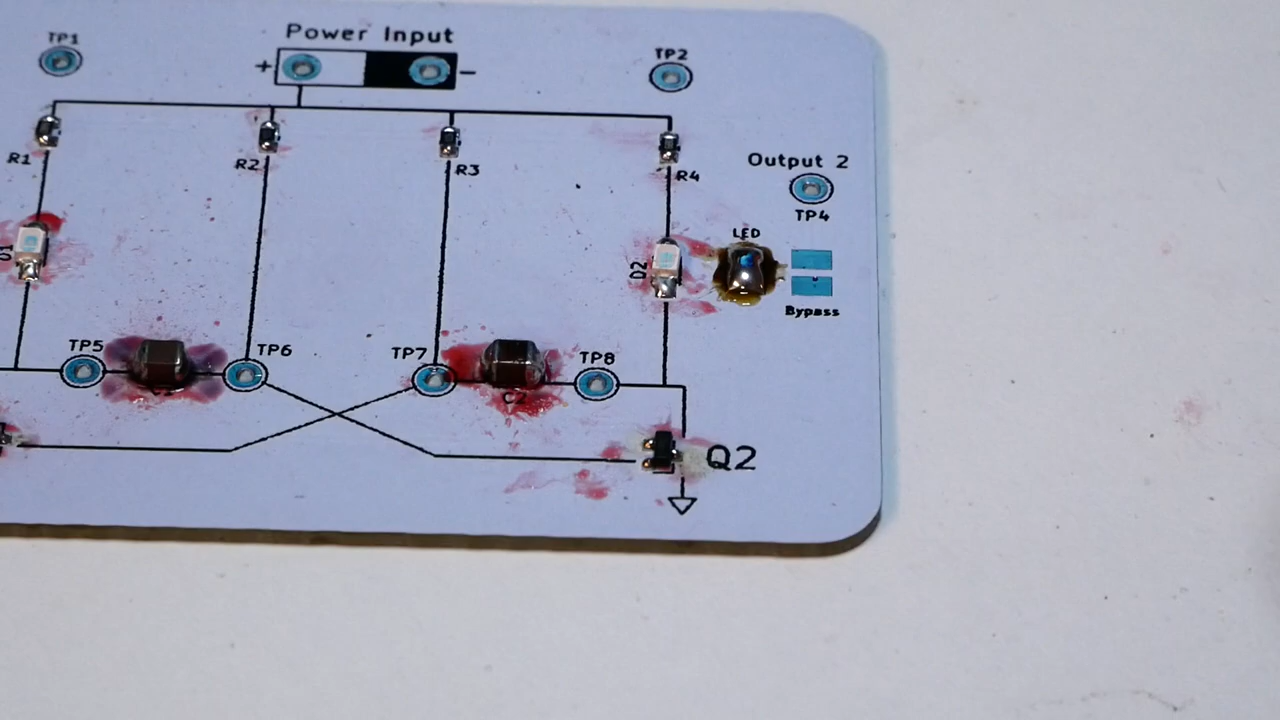 TP1
Power Input
+
−
TP2
R1
R2
R3
R4
Output 2
TP4
LED
D1
D2
Bypass
TP5
TP6
TP7
TP8
C2
Q2